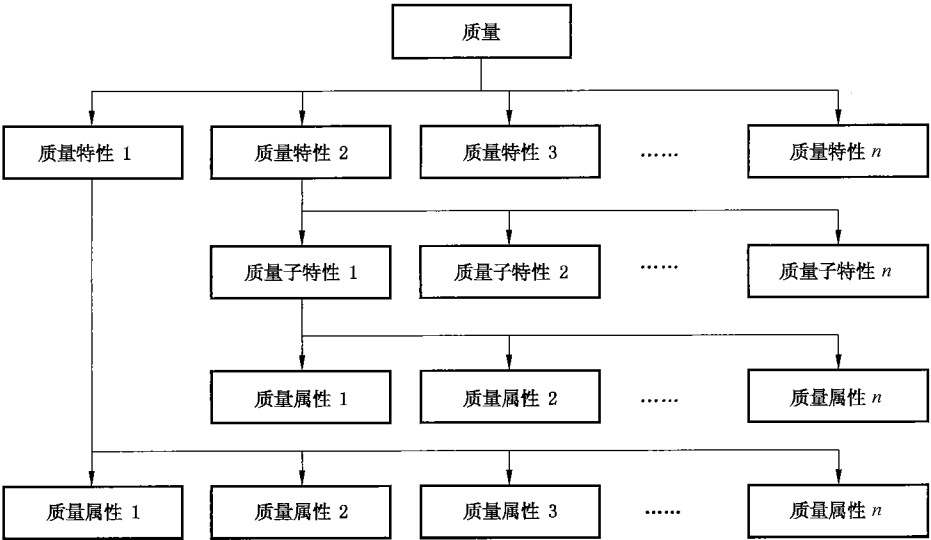 质量
质量特性 1 质量特性 2 质量特性 3 …… 质量特性 n
质量子特性 1 质量子特性 2 …… 质量子特性 n
质量属性 1 质量属性 2 …… 质量属性 n
质量属性 1 质量属性 2 质量属性 3 …… 质量属性 n